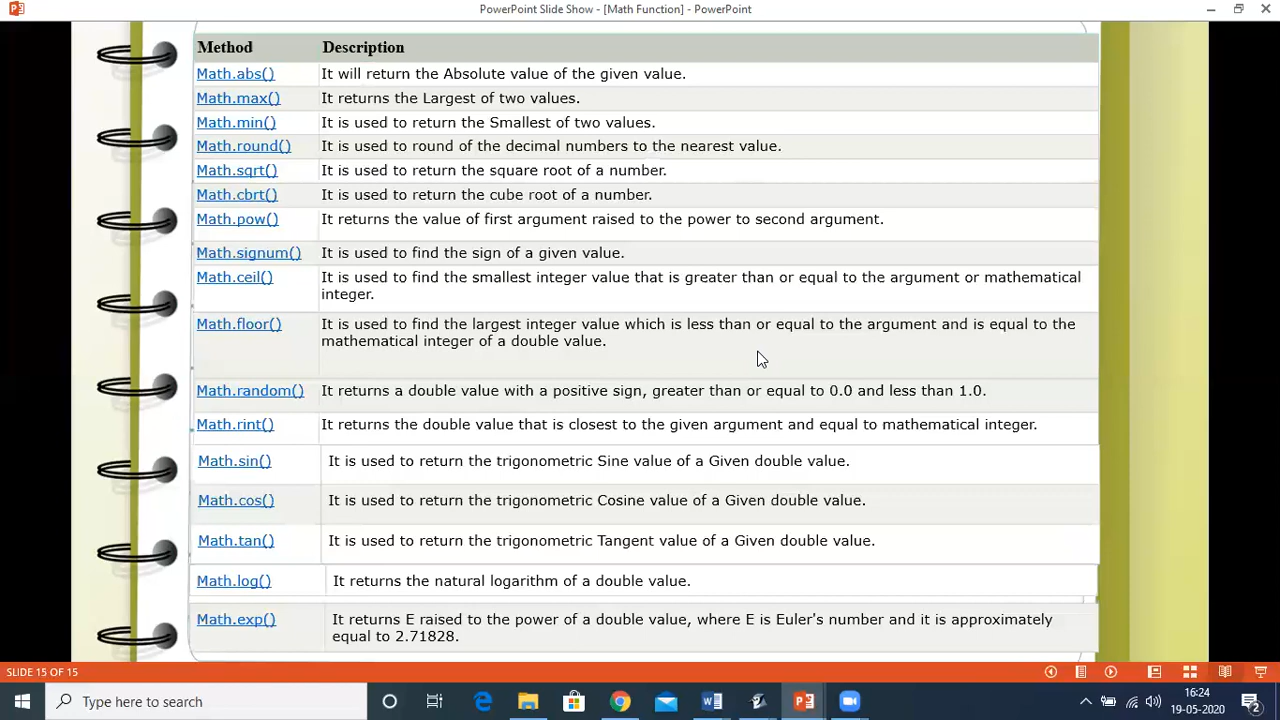 PowerPoint Slide Show - [Math Function] - PowerPoint
Method Description
Math.abs() It will return the Absolute value of the given value.
Math.max() It returns the Largest of two values.
Math.min() It is used to return the Smallest of two values.
Math.round() It is used to round of the decimal numbers to the nearest value.
Math.sqrt() It is used to return the square root of a number.
Math.cbrt() It is used to return the cube root of a number.
Math.pow() It returns the value of first argument raised to the power to second argument.
Math.signum() It is used to find the sign of a given value.
Math.ceil() It is used to find the smallest integer value that is greater than or equal to the argument or mathematical
integer.
Math.floor() It is used to find the largest integer value which is less than or equal to the argument and is equal to the
mathematical integer of a double value.
Math.random() It returns a double value with a positive sign, greater than or equal to 0.0 and less than 1.0.
Math.rint() It returns the double value that is closest to the given argument and equal to mathematical integer.
Math.sin() It is used to return the trigonometric Sine value of a Given double value.
Math.cos() It is used to return the trigonometric Cosine value of a Given double value.
Math.tan() It is used to return the trigonometric Tangent value of a Given double value.
Math.log() It returns the natural logarithm of a double value.
Math.exp() It returns E raised to the power of a double value, where E is Euler's number and it is approximately
equal to 2.71828.
SLIDE 15 OF 15
Type here to search
16:24
19-05-2020
2